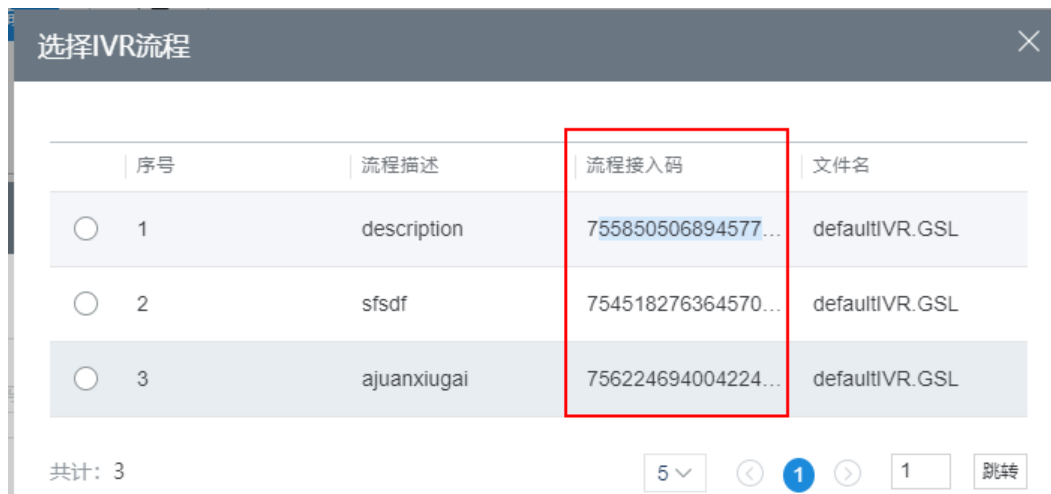 选择IVR流程
序号 流程描述 流程接入码 文件名
1 description 755850506894577... defaultIVR.GSL
2 sfsdf 754518276364570... defaultIVR.GSL
3 ajuanxiugai 756224694004224... defaultIVR.GSL
共计: 3 5 1 1 跳转